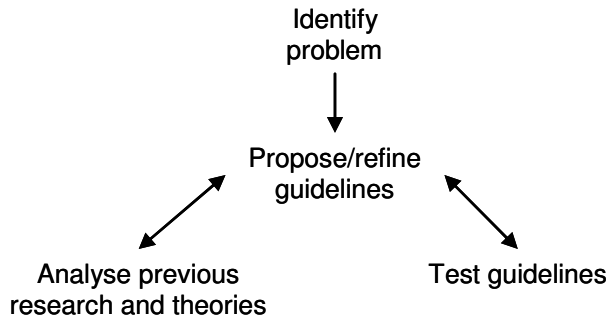 Identify
problem
Propose/refine
guidelines
Analyse previous
research and theories
Test guidelines